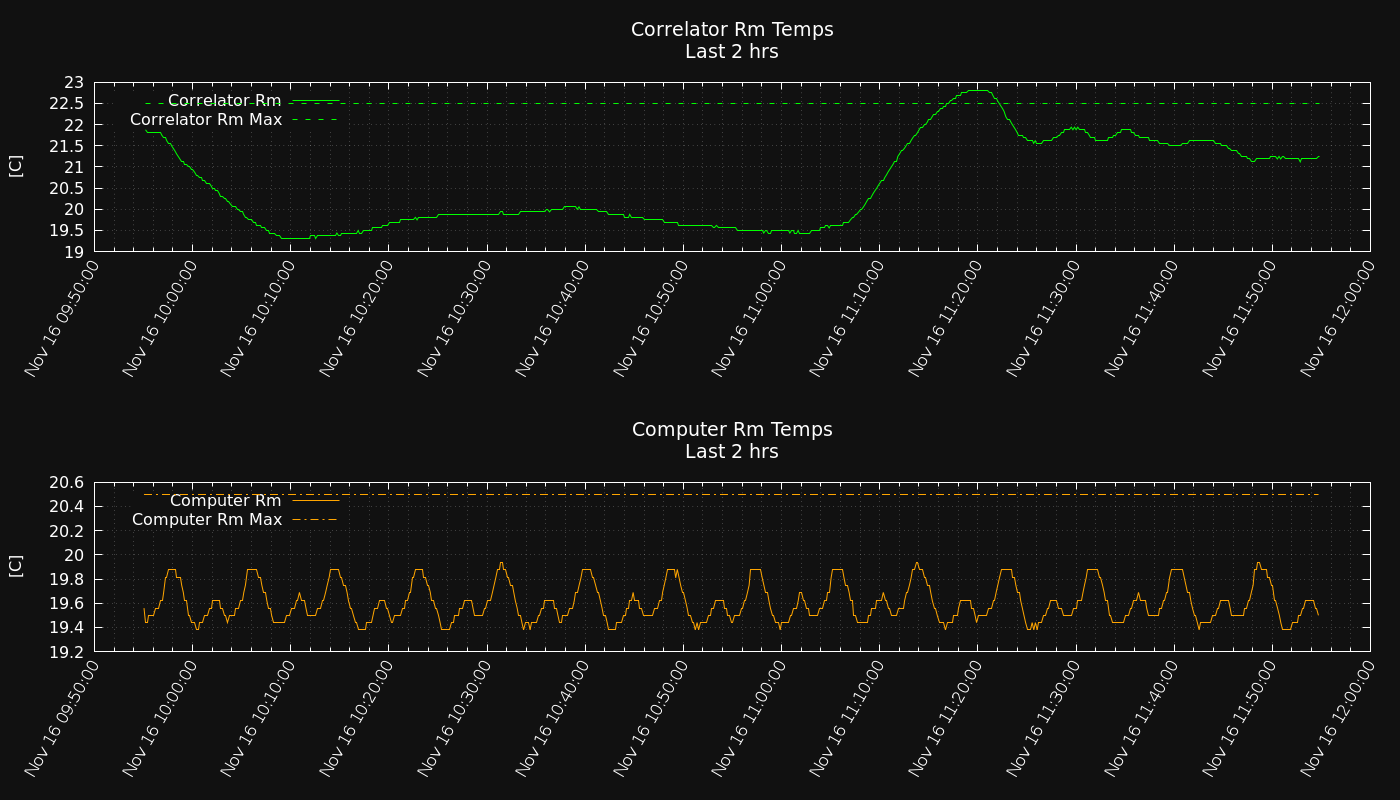 Correlator Rm Temps
Last 2 hrs
[C]
23
22.5
22
21.5
21
20.5
20
19.5
19
Correlator Rm
Correlator Rm Max
Nov 16 09:50:00
Nov 16 10:00:00
Nov 16 10:10:00
Nov 16 10:20:00
Nov 16 10:30:00
Nov 16 10:40:00
Nov 16 10:50:00
Nov 16 11:00:00
Nov 16 11:10:00
Nov 16 11:20:00
Nov 16 11:30:00
Nov 16 11:40:00
Nov 16 11:50:00
Nov 16 12:00:00
Computer Rm Temps
Last 2 hrs
[C]
20.6
20.4
20.2
20
19.8
19.6
19.4
19.2
Computer Rm
Computer Rm Max
Nov 16 09:50:00
Nov 16 10:00:00
Nov 16 10:10:00
Nov 16 10:20:00
Nov 16 10:30:00
Nov 16 10:40:00
Nov 16 10:50:00
Nov 16 11:00:00
Nov 16 11:10:00
Nov 16 11:20:00
Nov 16 11:30:00
Nov 16 11:40:00
Nov 16 11:50:00
Nov 16 12:00:00